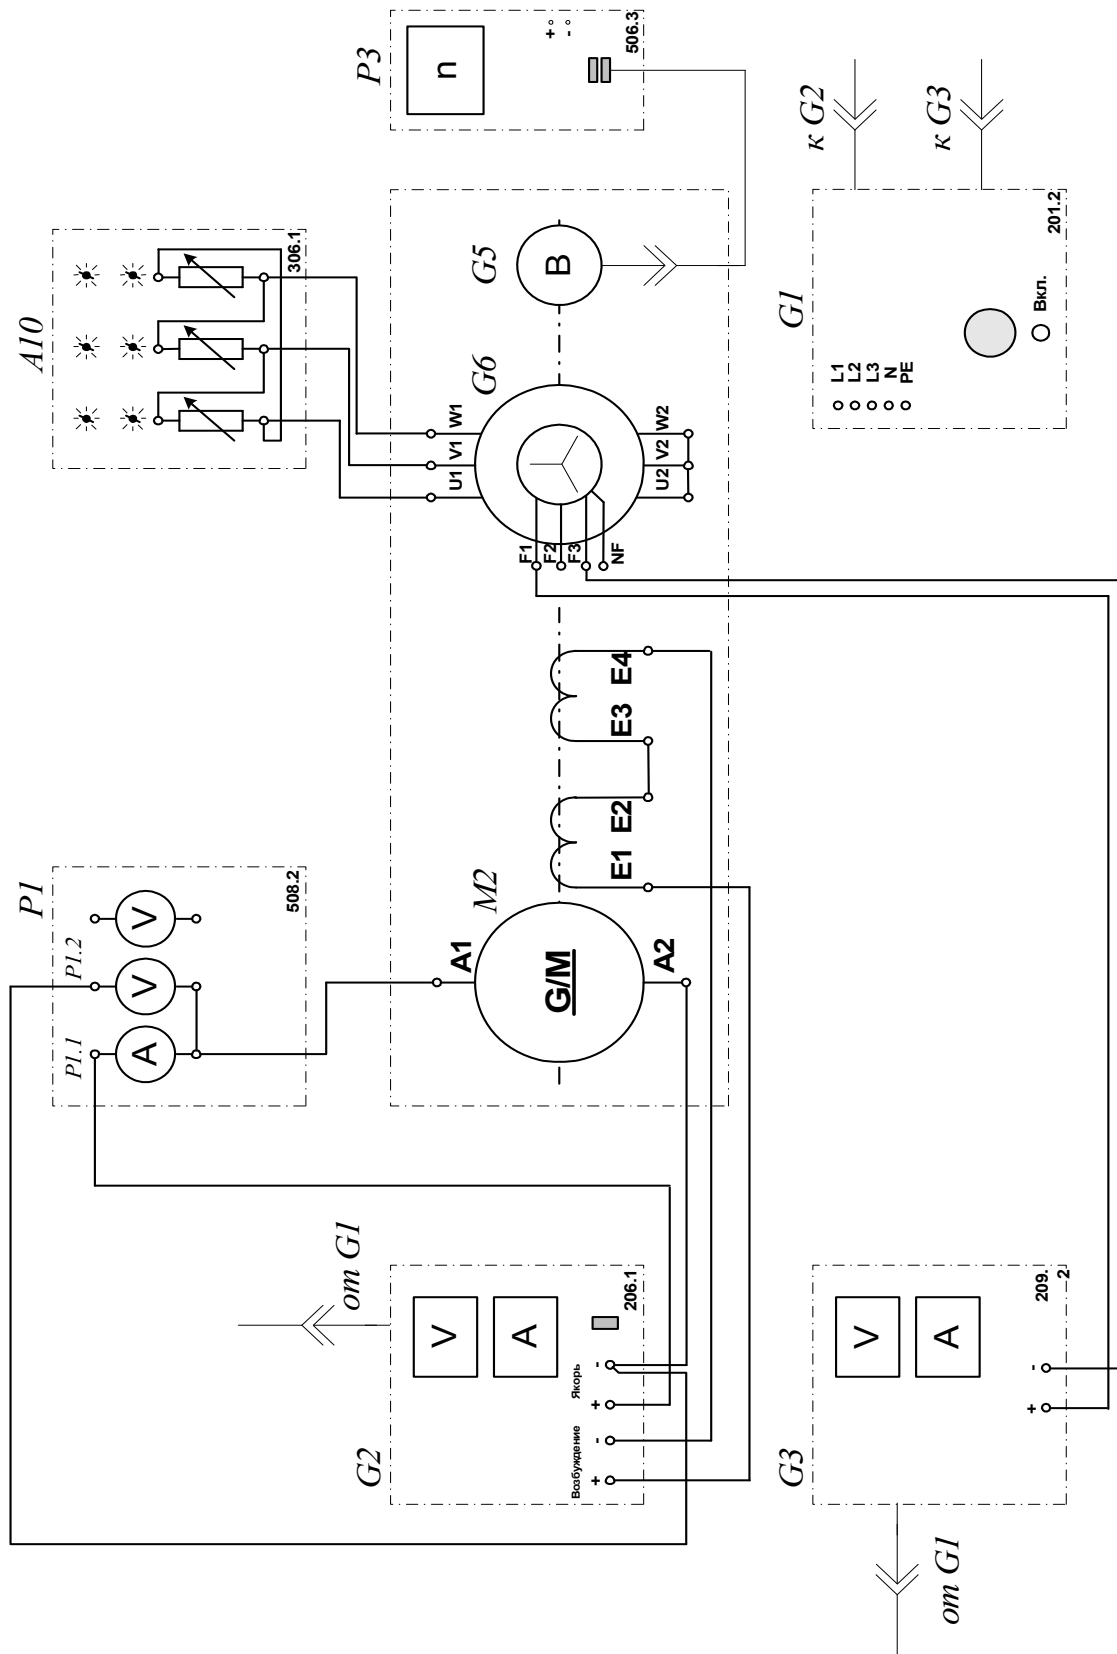 P1
P1.1
P1.2
A
V
V
508.2
A10
306.1
P3
n
+
-
506.3
G2
V
A
Возбуждение
Якорь
+
-
+
-
206.1
от G1
M2
A1
G/M
A2
E1
E2
E3
E4
G6
U1
V1
W1
F1
F2
F3
NF
U2
V2
W2
G5
B
G3
V
A
+
-
209.
2
от G1
G1
L1
L2
L3
N
PE
Вкл.
201.2
к G2
к G3